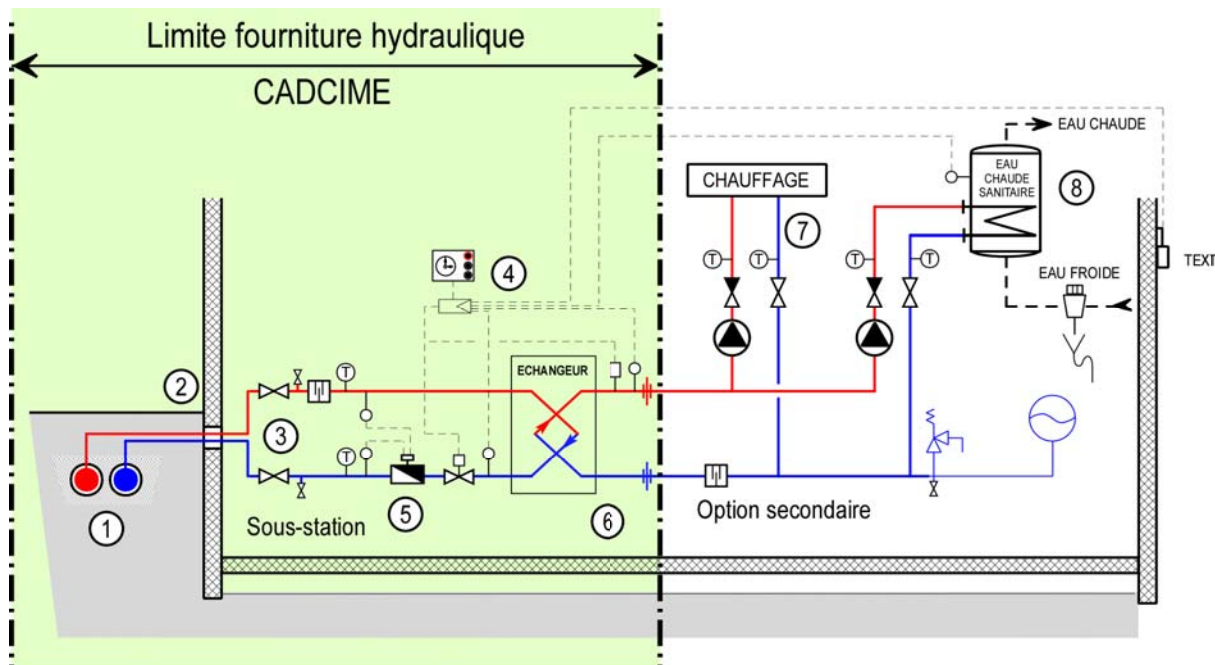 Limite fourniture hydraulique
CADCIME
EAU CHAUDE
EAU
CHAUDE
SANITAIRE
8
CHAUFFAGE
7
T
T
T
T
TEXT
EAU FROIDE
4
ECHANGEUR
2
T
3
T
1
5
6
Sous-station
Option secondaire